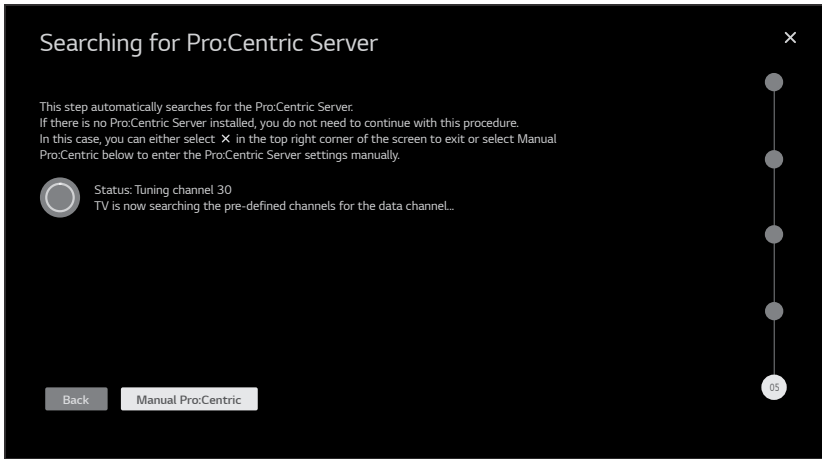 Searching for Pro:Centric Server
This step automatically searches for the Pro:Centric Server.
If there is no Pro:Centric Server installed, you do not need to continue with this procedure.
In this case, you can either select ✕ in the top right corner of the screen to exit or select Manual
Pro:Centric below to enter the Pro:Centric Server settings manually.
Status: Tuning channel 30
TV is now searching the pre-defined channels for the data channel...
Back
Manual Pro:Centric
05